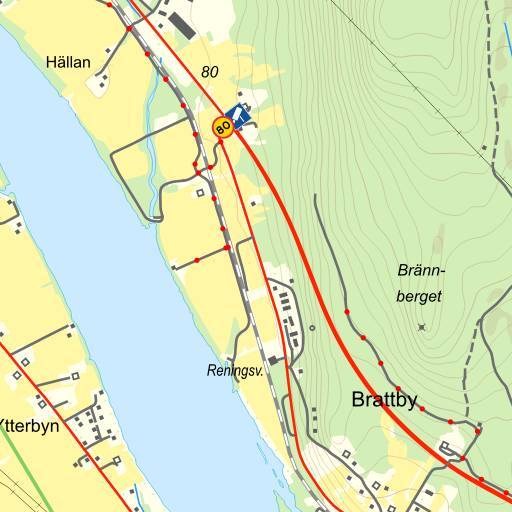 Hällan
80
80
Bränn-
berget
Reningsv.
Brattby
Ytterbyn